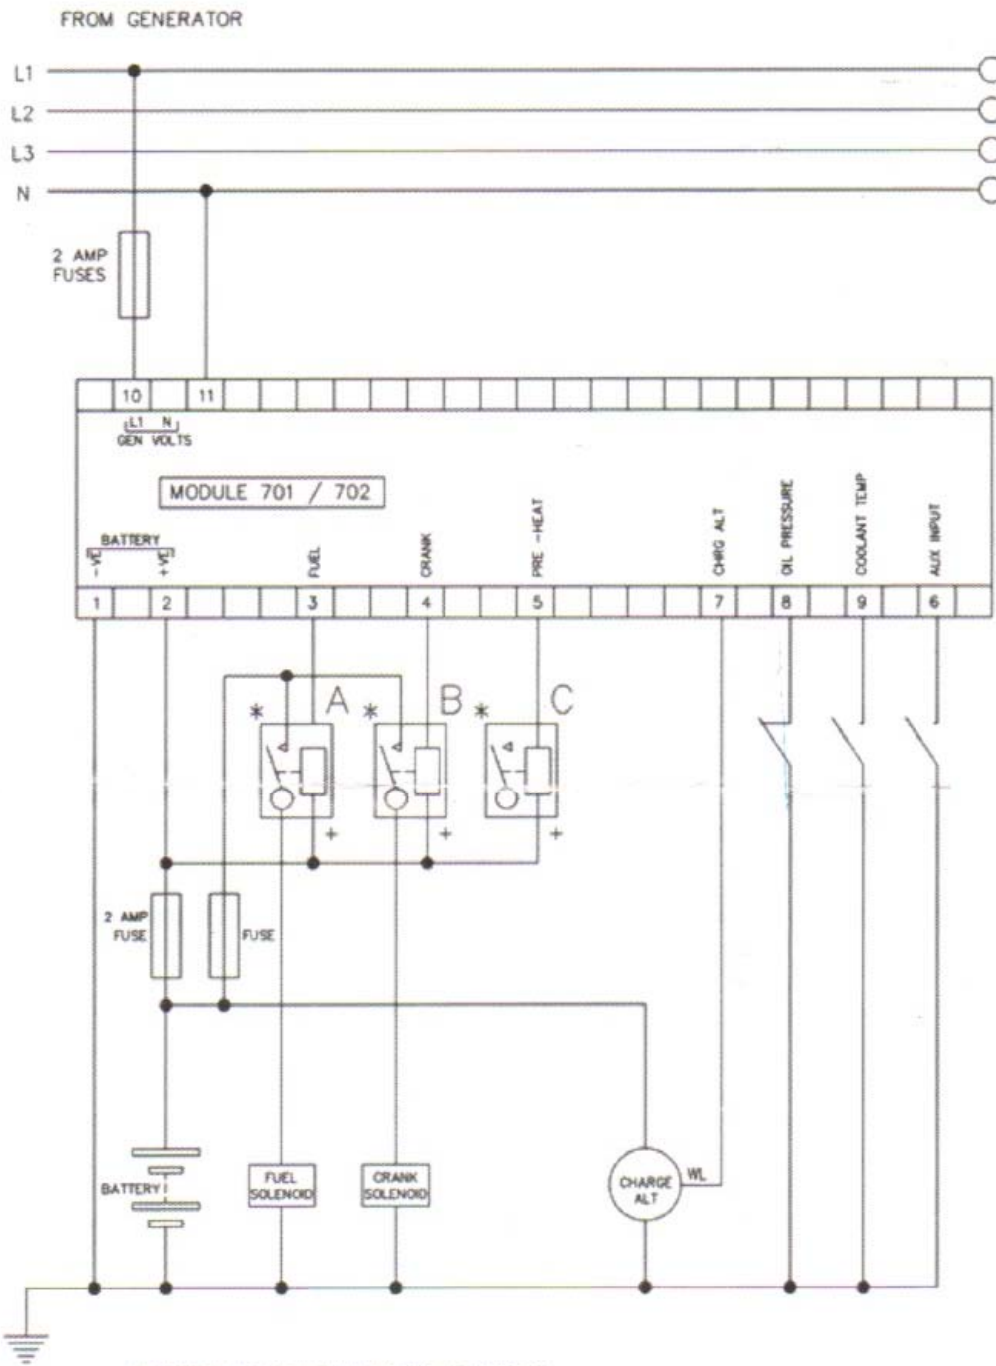 FROM GENERATOR
L1
L2
L3
N
2 AMP
FUSES
10 11
L1 N
GEN VOLTS
MODULE 701 / 702
BATTERY
-VE
+VE
FUEL
CRANK
PRE -HEAT
CHRG ALT
OIL PRESSURE
COOLANT TEMP
AUX INPUT
1 2 3 4 5 7 8 9 6
* A * B * C
+ + +
2 AMP
FUSE
FUSE
BATTERY
FUEL
SOLENOID
CRANK
SOLENOID
CHARGE
ALT
WL